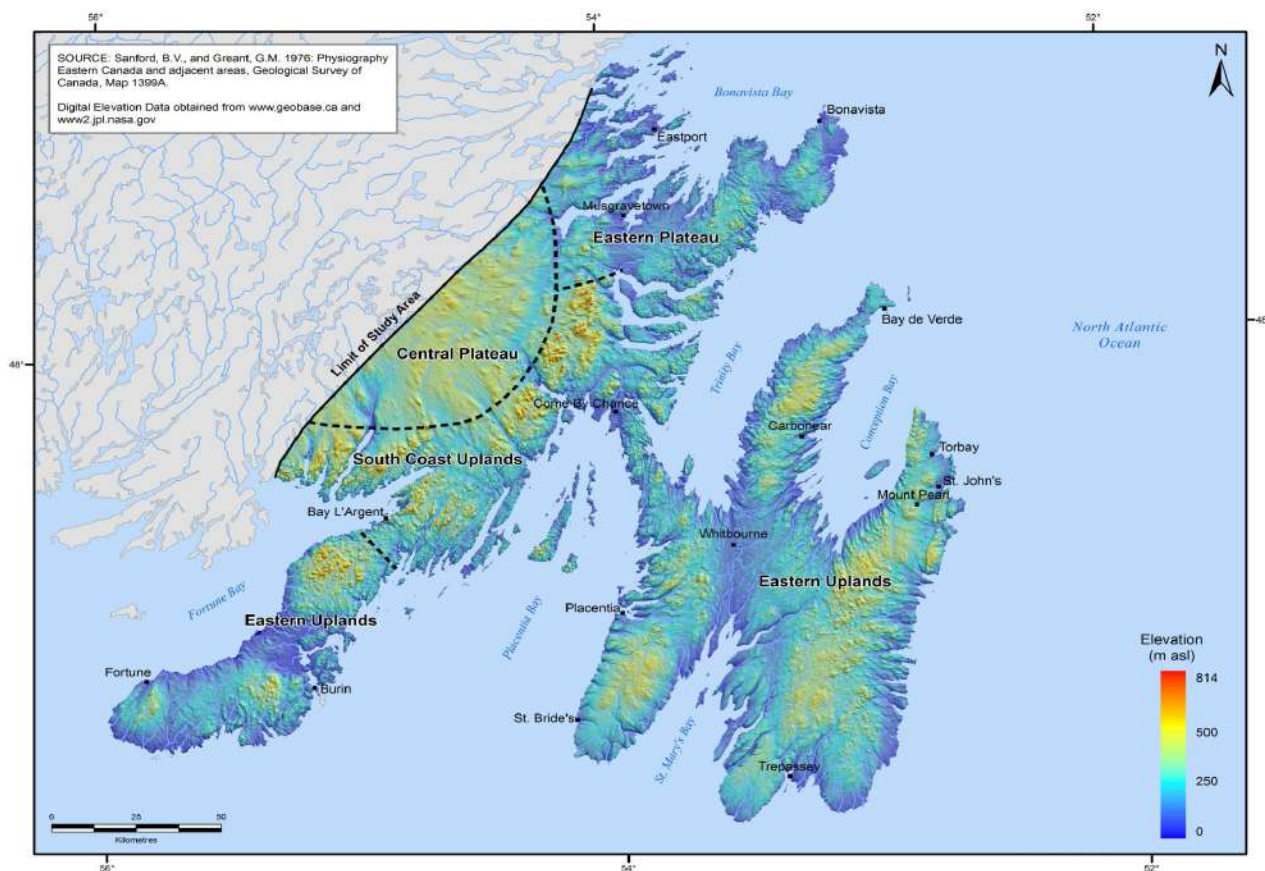 56°
54°
52°
SOURCE: Sanford, B.V., and Greant, G.M. 1976: Physiography
Eastern Canada and adjacent areas, Geological Survey of
Canada, Map 1399A.
Digital Elevation Data obtained from www.geobase.ca and
www2.jpl.nasa.gov
N
Bonavista Bay
Bonavista
Eastport
Musgravetown
Eastern Plateau
Limit of Study Area
Bay de Verde
North Atlantic
Ocean
48°
Central Plateau
Trinity Bay
Come By Chance
Conception Bay
Carbonear
South Coast Uplands
Torbay
St. John's
Mount Pearl
Bay L'Argent
Whitbourne
Eastern Uplands
Fortune Bay
Placentia
Eastern Uplands
Placentia Bay
Fortune
Burin
St. Bride's
St. Mary's Bay
Trepassey
Elevation
(m asl)
814
500
250
0
0 25 50
Kilometres
56°
54°
52°